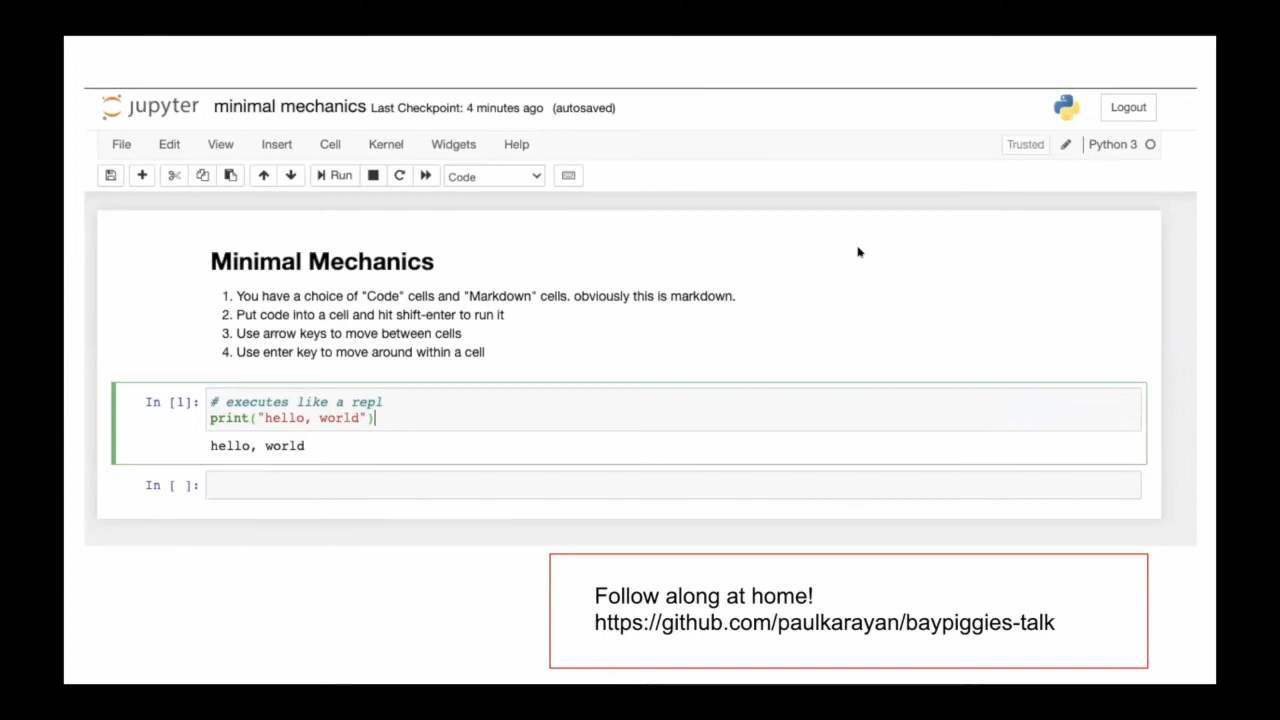 jupyter minimal mechanics Last Checkpoint: 4 minutes ago (autosaved) Logout
File Edit View Insert Cell Kernel Widgets Help Trusted Python 3
Run Code
Minimal Mechanics
1. You have a choice of "Code" cells and "Markdown" cells. obviously this is markdown.
2. Put code into a cell and hit shift-enter to run it
3. Use arrow keys to move between cells
4. Use enter key to move around within a cell
In [1]: # executes like a repl
print("hello, world")
hello, world
In [ ]:
Follow along at home!
https://github.com/paulkarayan/baypiggies-talk